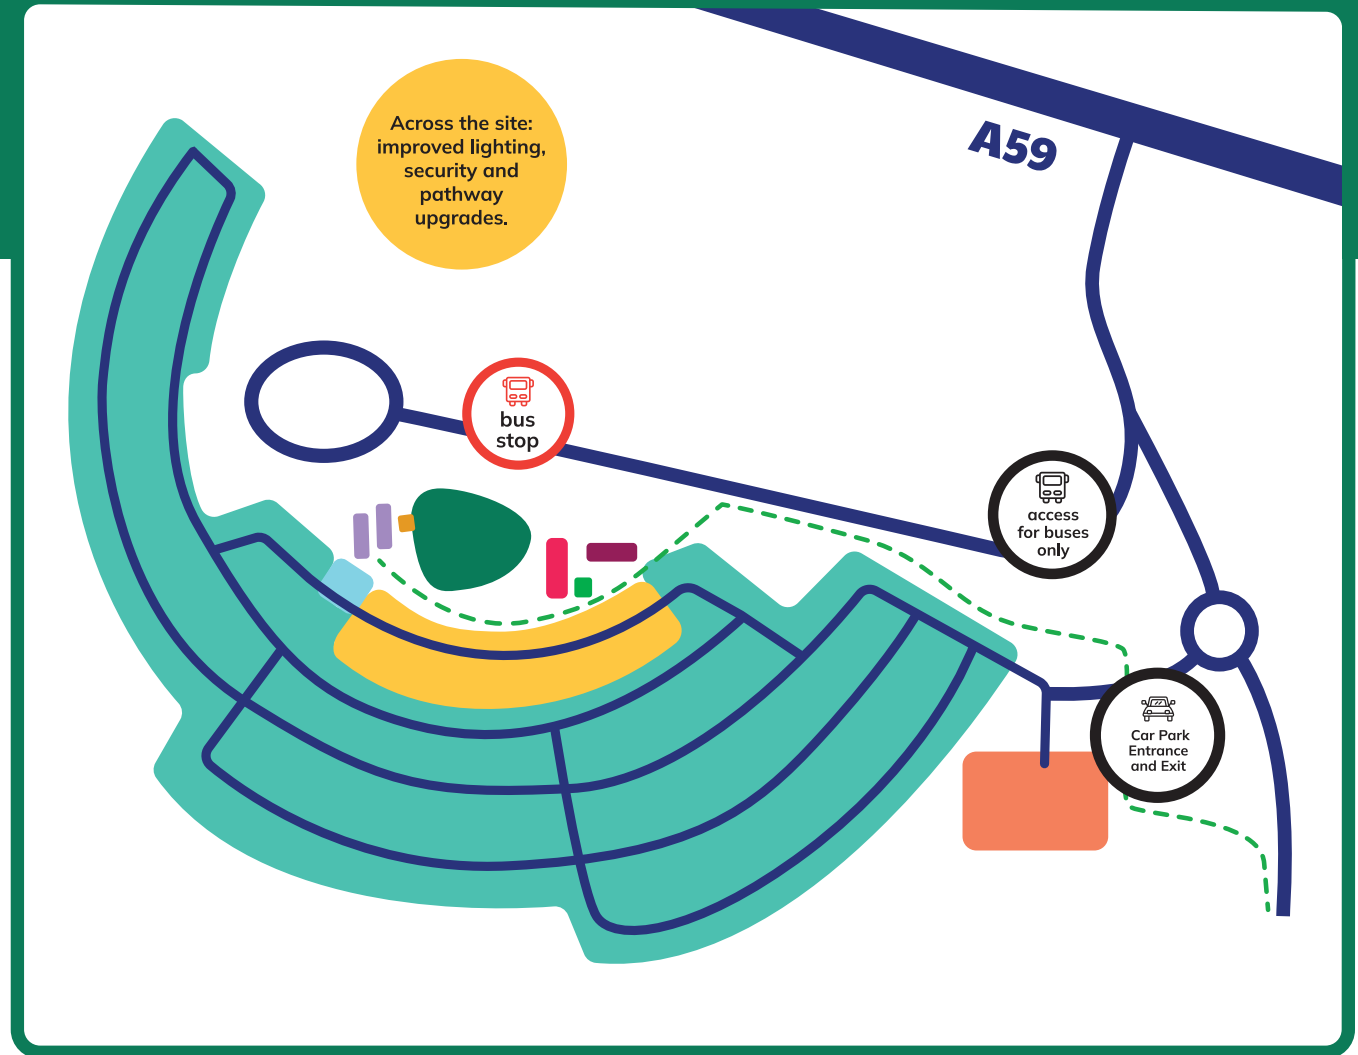 Across the site:
improved lighting,
security and
pathway
upgrades.
A59
bus
stop
access
for buses
only
Car Park
Entrance
and Exit